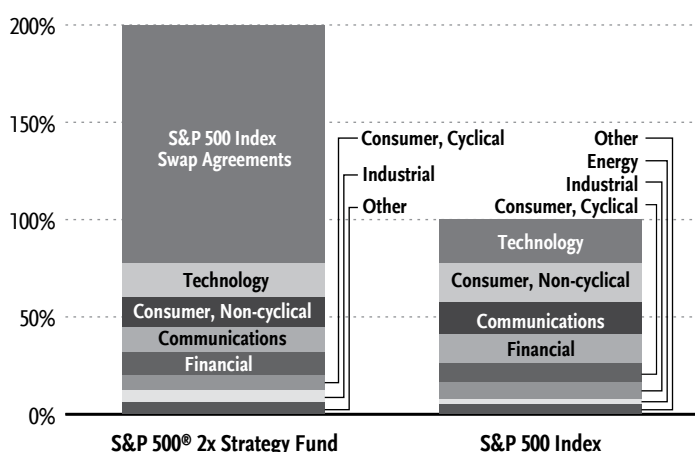 200%
150%
100%
50%
0%
S&P 500 Index
Swap Agreements
Technology
Consumer, Non-cyclical
Communications
Financial
Consumer, Cyclical
Industrial
Other
Other
Energy
Industrial
Consumer, Cyclical
Technology
Consumer, Non-cyclical
Communications
Financial
S&P 500® 2x Strategy Fund
S&P 500 Index